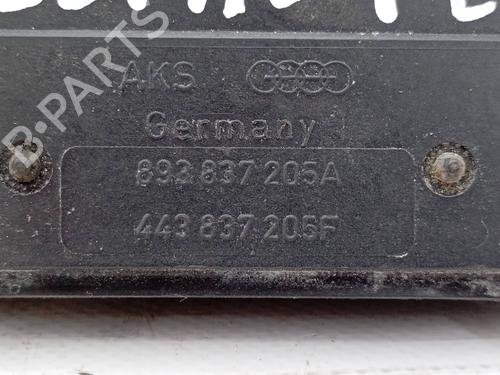 B-PARTS
AKS
Germany
893 837 205A
443 837 205F